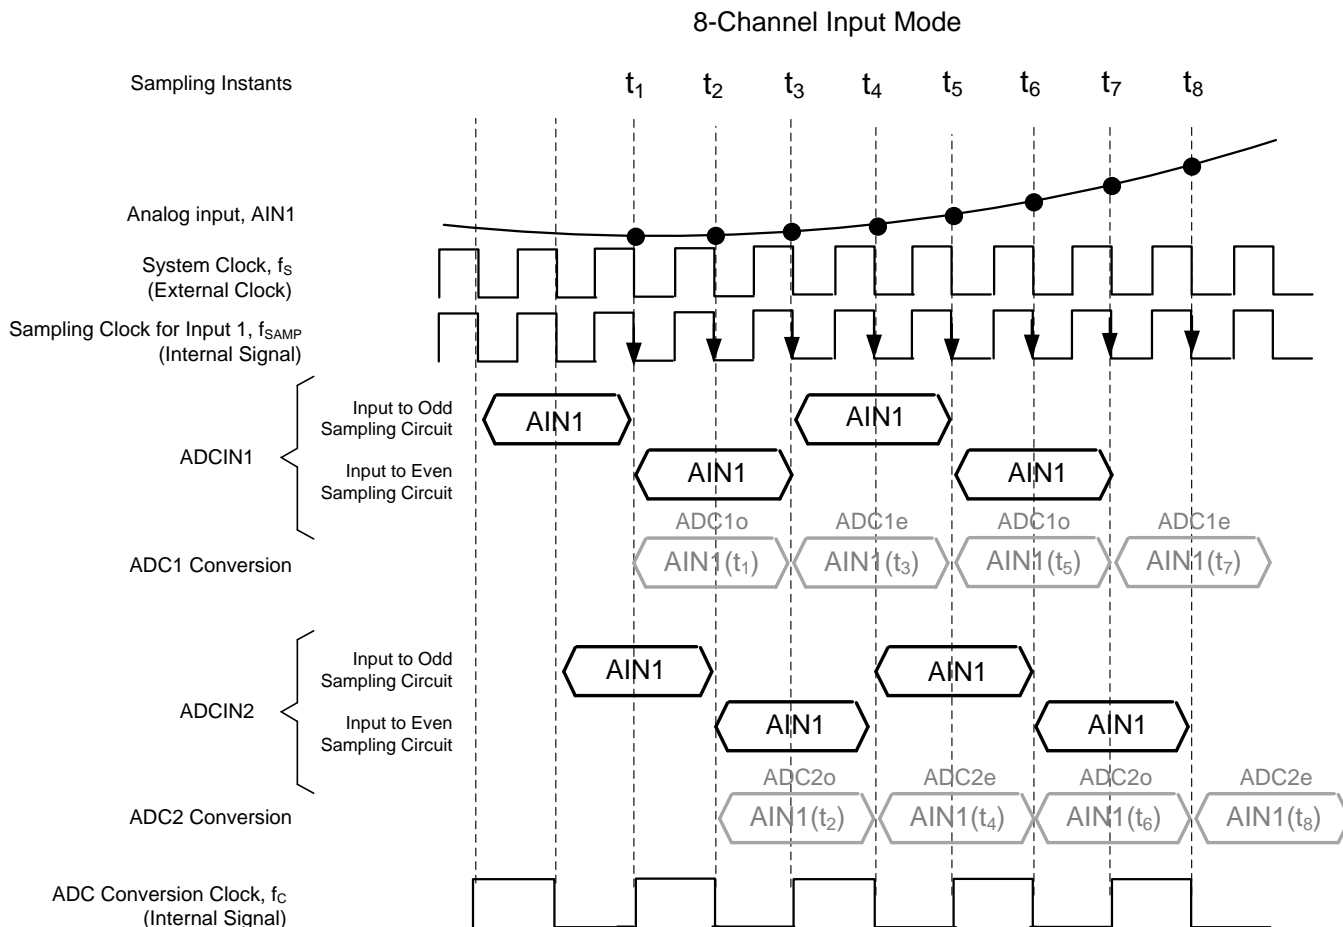 8-Channel Input Mode
Sampling Instants
t1 t2 t3 t4 t5 t6 t7 t8
Analog input, AIN1
System Clock, fS
(External Clock)
Sampling Clock for Input 1, fSAMP
(Internal Signal)
Input to Odd
Sampling Circuit
AIN1 AIN1
ADCIN1
Input to Even
Sampling Circuit
AIN1 AIN1
ADC1o ADC1e ADC1o ADC1e
ADC1 Conversion
AIN1(t1) AIN1(t3) AIN1(t5) AIN1(t7)
Input to Odd
Sampling Circuit
AIN1 AIN1
ADCIN2
Input to Even
Sampling Circuit
AIN1 AIN1
ADC2o ADC2e ADC2o ADC2e
ADC2 Conversion
AIN1(t2) AIN1(t4) AIN1(t6) AIN1(t8)
ADC Conversion Clock, fC
(Internal Signal)